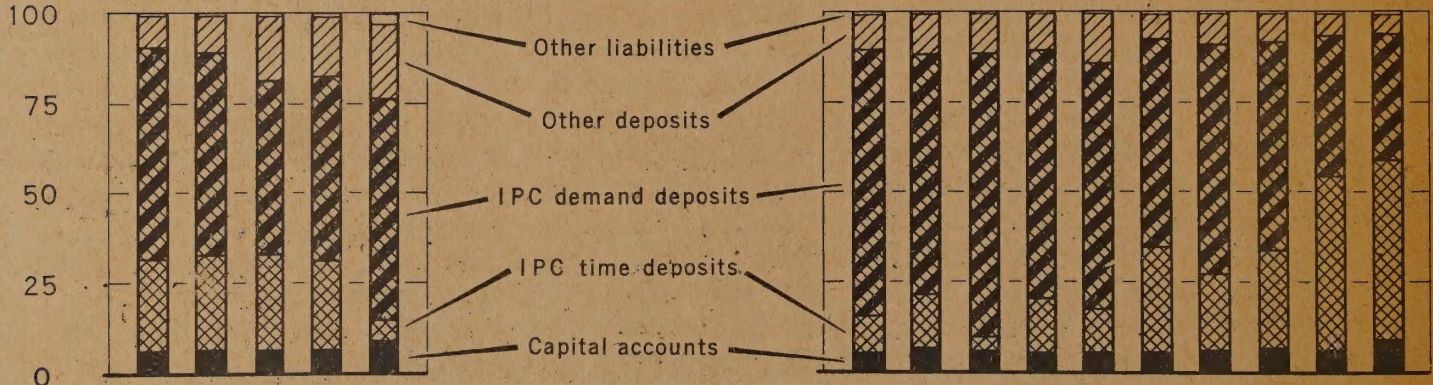 100
Other liabilities
75
Other deposits
50
IPC demand deposits
25
IPC time deposits
Capital accounts
0